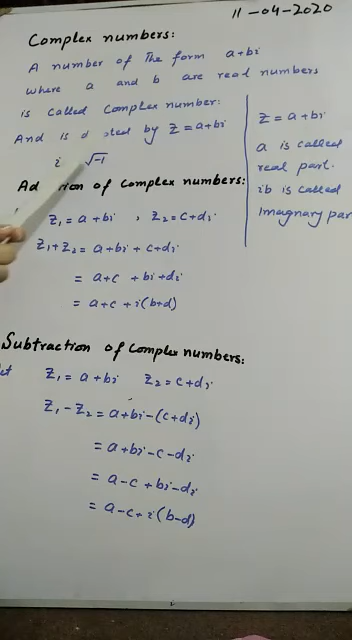 11-04-2020
Complex numbers:
A number of the form a+bi
where a and b are real numbers
is called complex number:
And is by Z = a+bi
i √-1
Z = a+bi
a is called
real part.
ib is called
Imagnary par
Ad ion of complex numbers:
Z₁ = a+bi , Z₂ = c+di
Z₁+Z₂ = a+bi + c+di
= a+c + bi+di
= a+c + i(b+d)
Subtraction of complex numbers:
et Z₁ = a+bi Z₂ = c+di
Z₁ - Z₂ = a+bi-(c+di)
= a+bi - c-di
= a-c + bi-di
= a-c + i(b-d)